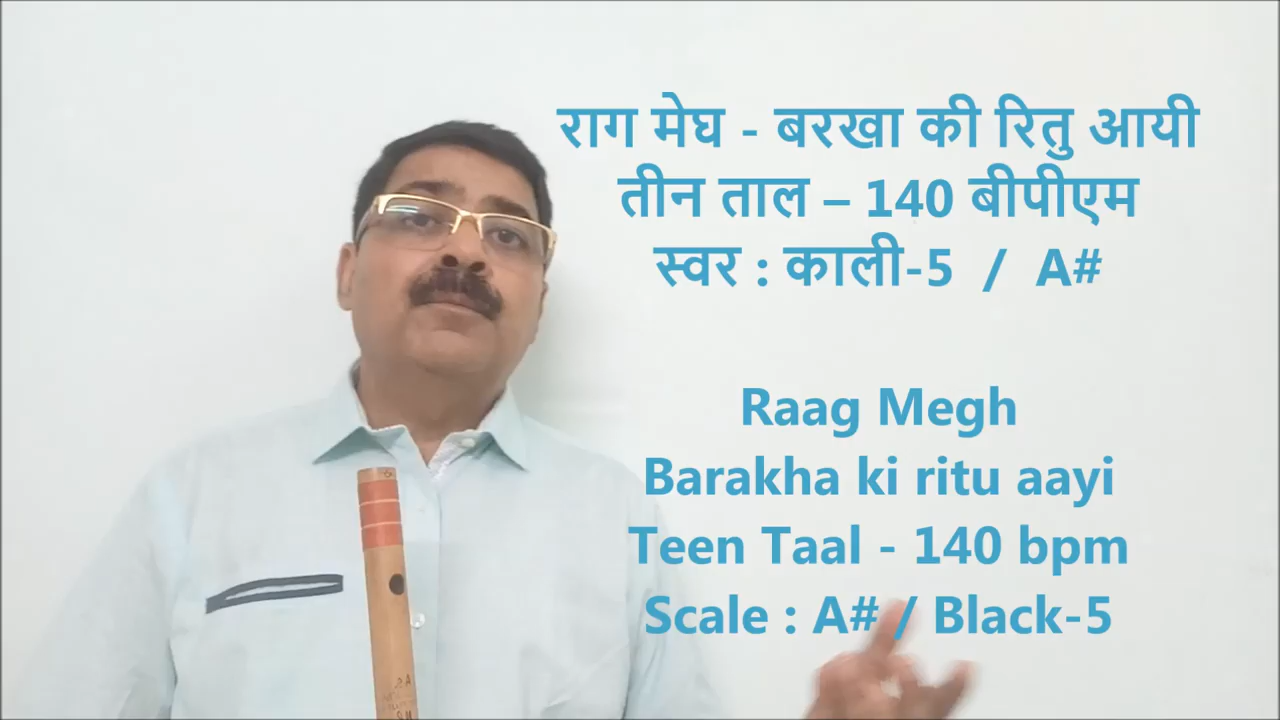 राग मेघ - बरखा की रितु आयी
तीन ताल – 140 बीपीएम
स्वर : काली-5 / A#
Raag Megh
Barakha ki ritu aayi
Teen Taal - 140 bpm
Scale : A# / Black-5